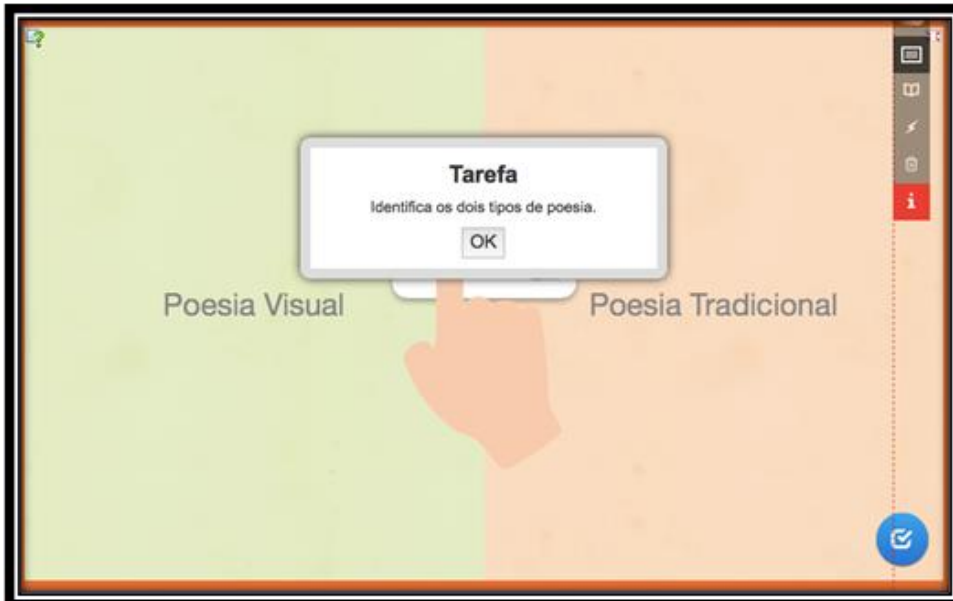 Tarefa
Identifica os dois tipos de poesia.
OK
Poesia Visual
Poesia Tradicional